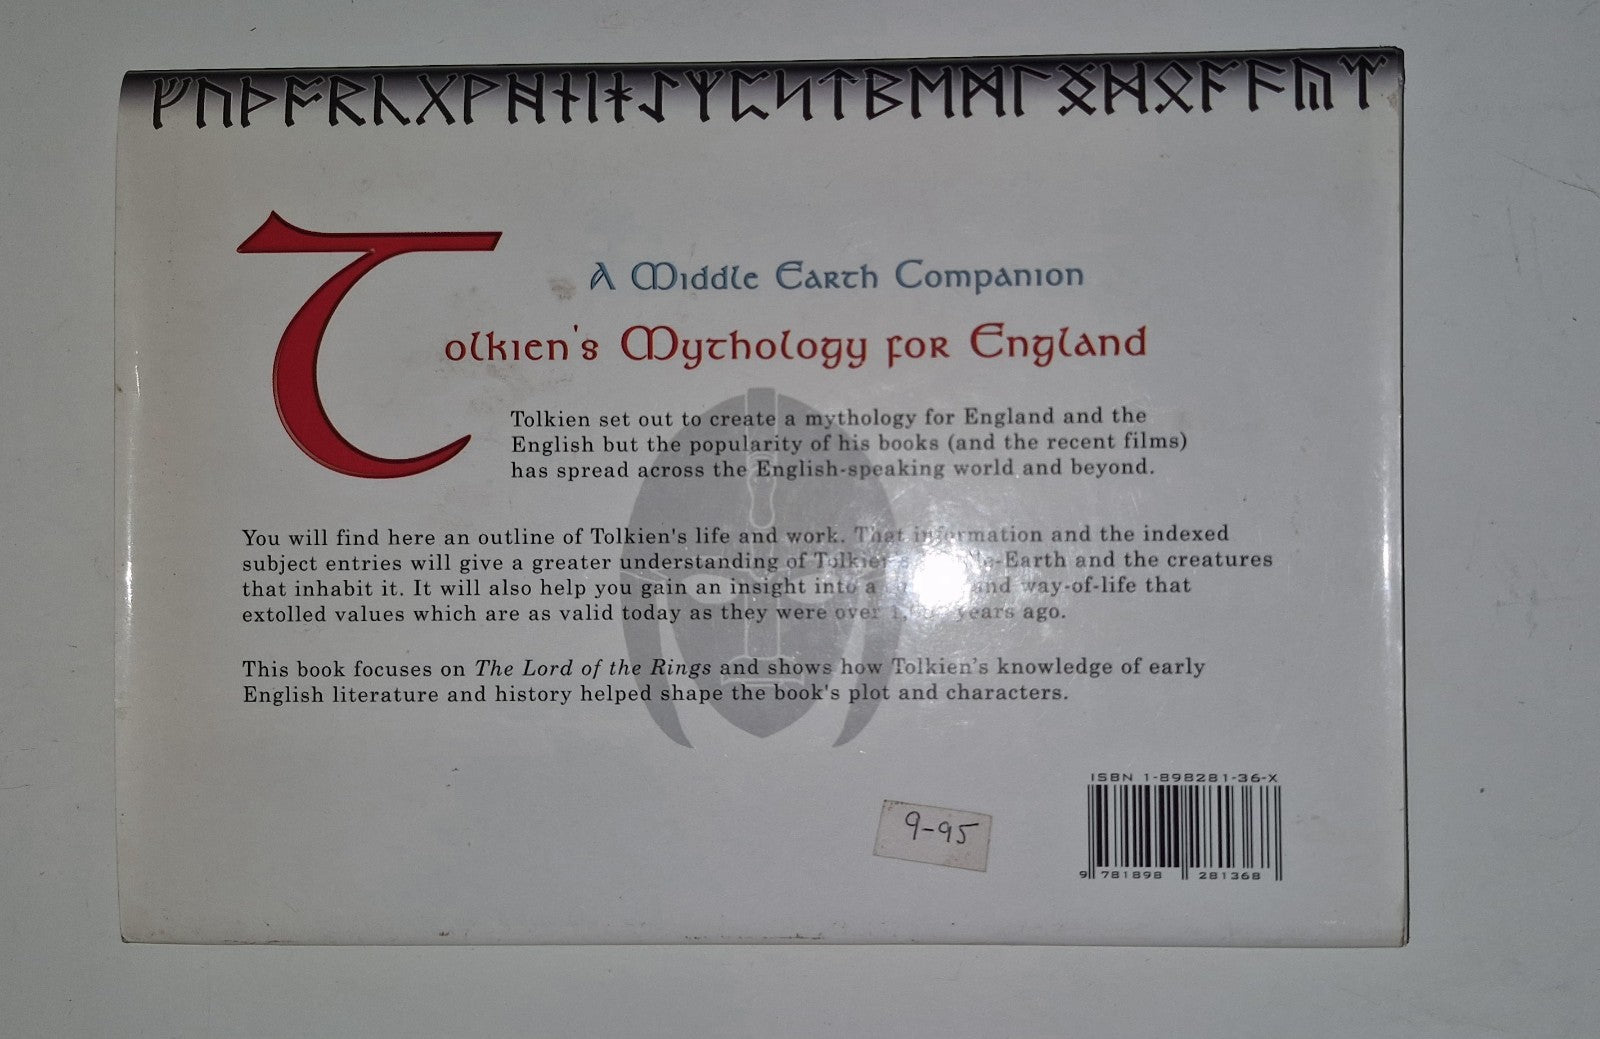 ᚠᚢᚦᚩᚱᚳᚷᚹᚻᚾᛁᛡᛇᛉᛈᛋᛏᛒᛖᛗᛚᛝᛞᛟᚪᚫᚣᛠ
A Middle Earth Companion
Tolkien's Mythology for England
Tolkien set out to create a mythology for England and the
English but the popularity of his books (and the recent films)
has spread across the English-speaking world and beyond.
You will find here an outline of Tolkien's life and work. That information and the indexed
subject entries will give a greater understanding of Tolkien's Middle-Earth and the creatures
that inhabit it. It will also help you gain an insight into a and way-of-life that
extolled values which are as valid today as they were over years ago.
This book focuses on The Lord of the Rings and shows how Tolkien's knowledge of early
English literature and history helped shape the book's plot and characters.
ISBN 1-898281-36-X
9-95
9 781898 281368